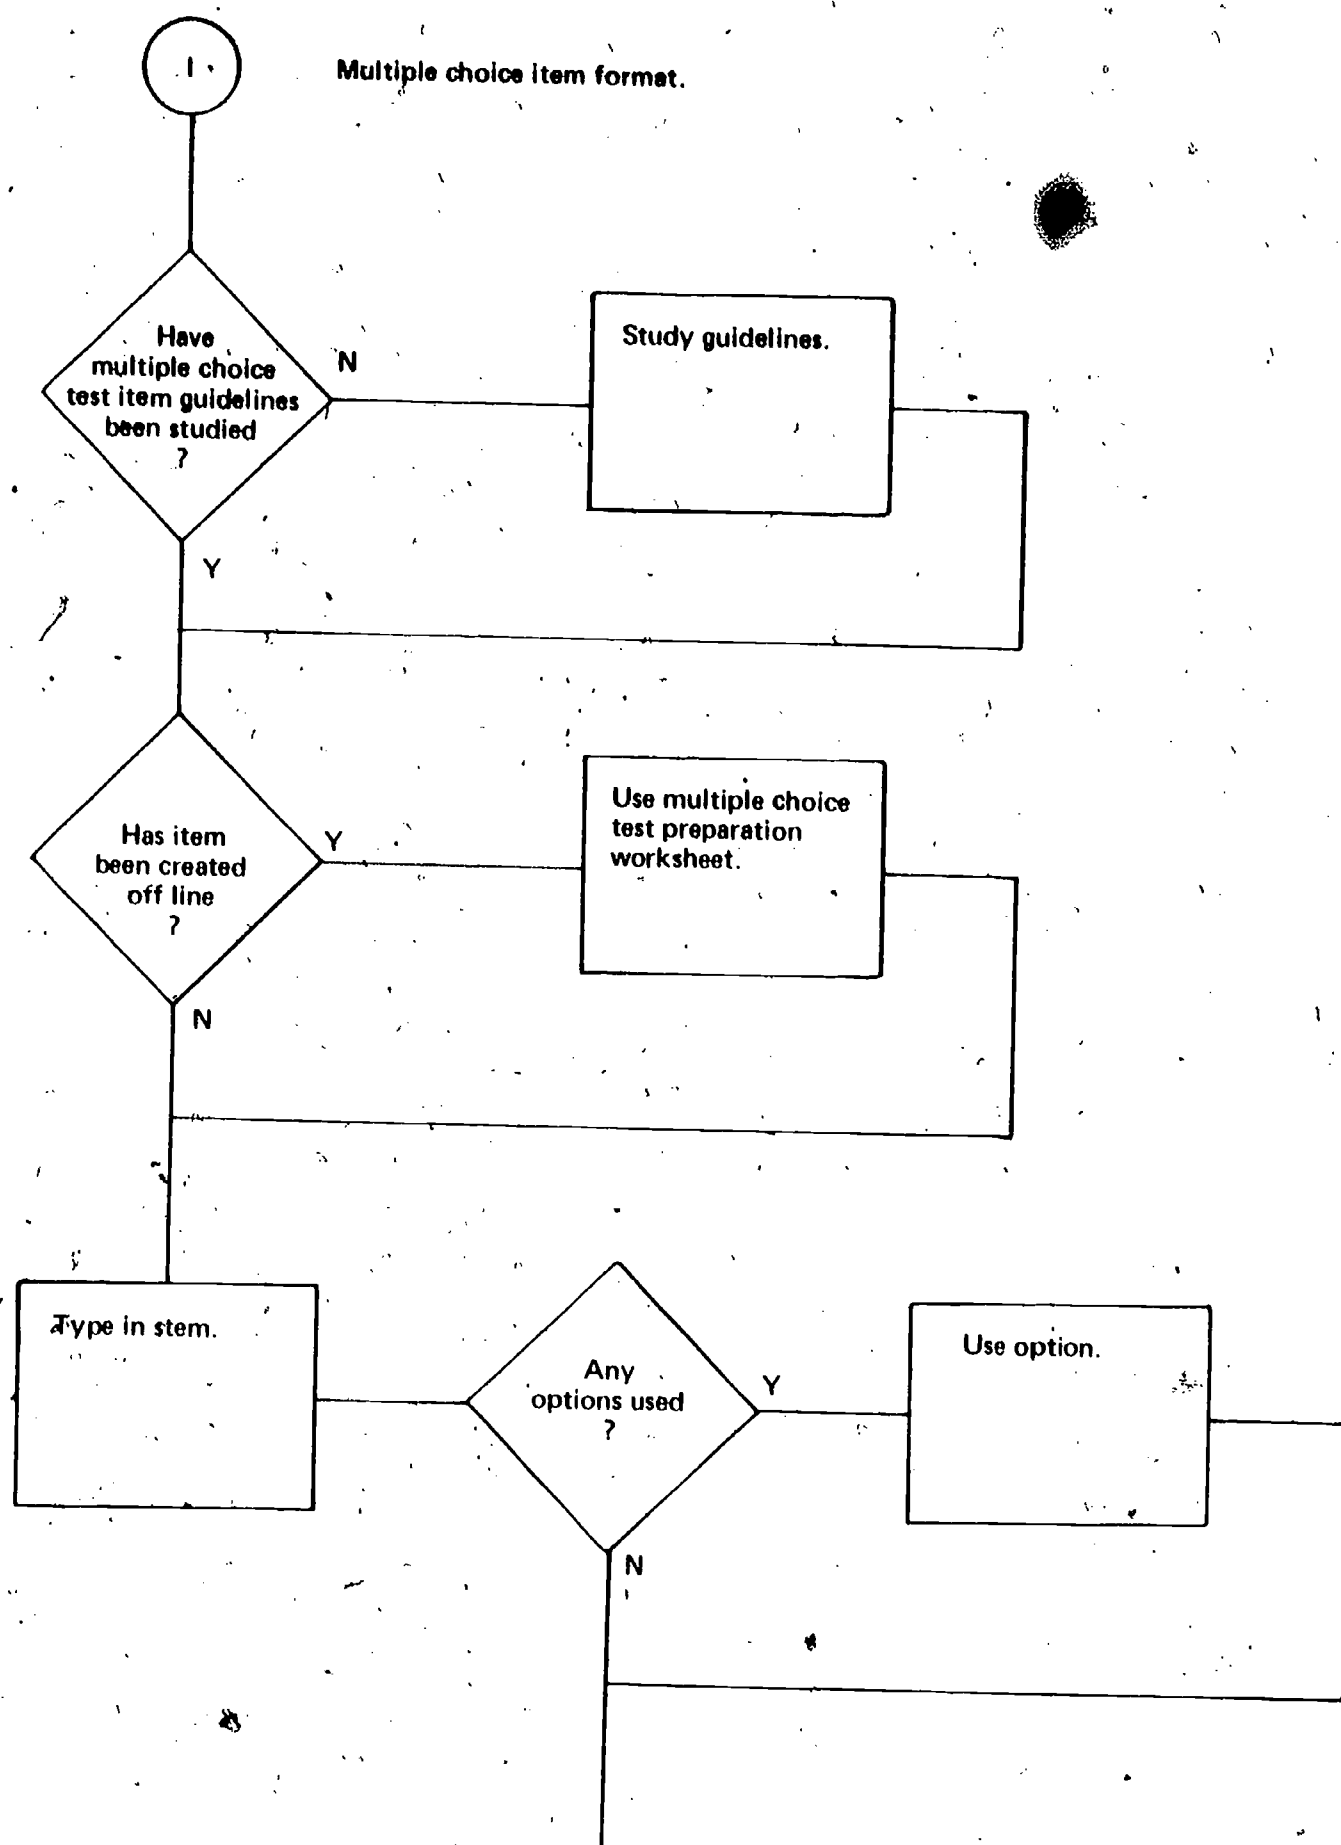 I
Multiple choice item format.
Have
multiple choice
test item guidelines
been studied
?
N
Study guidelines.
Y
Has item
been created
off line
?
Y
Use multiple choice
test preparation
worksheet.
N
Type in stem.
Any
options used
?
Y
Use option.
N